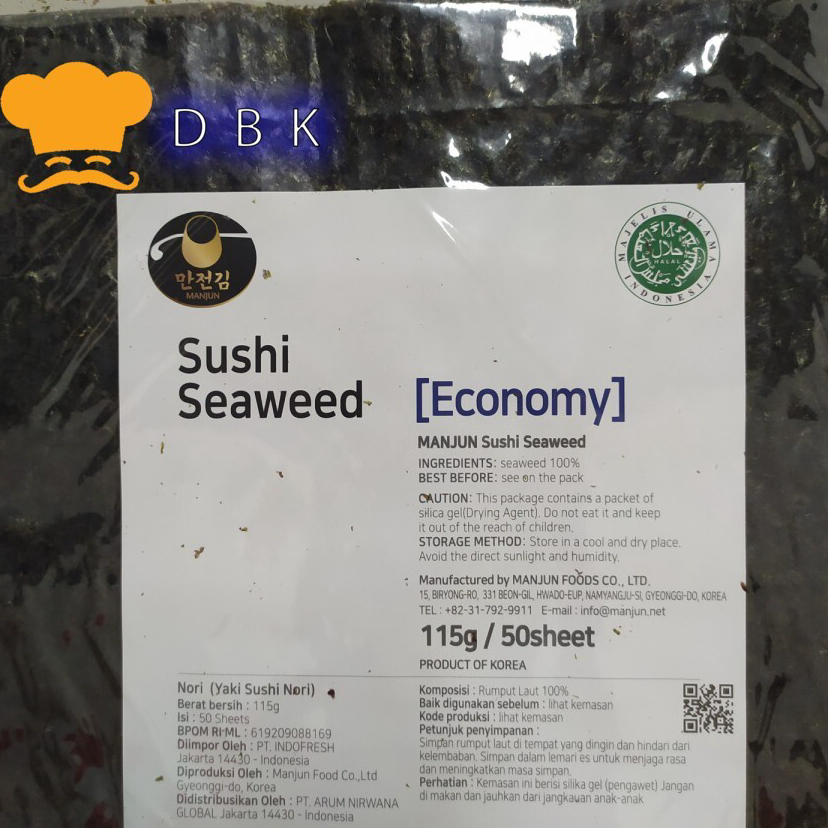 DBK
만전김
MANJUN
MAJELIS ULAMA
INDONESIA
حلال
HALAL
Sushi
Seaweed
[Economy]
MANJUN Sushi Seaweed
INGREDIENTS: seaweed 100%
BEST BEFORE: see on the pack
CAUTION: This package contains a packet of
silica gel(Drying Agent). Do not eat it and keep
it out of the reach of children.
STORAGE METHOD: Store in a cool and dry place.
Avoid the direct sunlight and humidity.
Manufactured by MANJUN FOODS CO., LTD.
15, BIRYONG-RO, 331 BEON-GIL, HWADO-EUP, NAMYANGJU-SI, GYEONGGI-DO, KOREA
TEL : +82-31-792-9911 E-mail : info@manjun.net
115g / 50sheet
PRODUCT OF KOREA
Nori (Yaki Sushi Nori)
Berat bersih : 115g
Isi : 50 Sheets
BPOM RI ML : 619209088169
Diimpor Oleh : PT. INDOFRESH
Jakarta 14430 - Indonesia
Diproduksi Oleh : Manjun Food Co.,Ltd
Gyeonggi-do, Korea
Didistribusikan Oleh : PT. ARUM NIRWANA
GLOBAL Jakarta 14430 - Indonesia
Komposisi : Rumput Laut 100%
Baik digunakan sebelum : lihat kemasan
Kode produksi : lihat kemasan
Petunjuk penyimpanan :
Simpan rumput laut di tempat yang dingin dan hindari dari
kelembaban. Simpan dalam lemari es untuk menjaga rasa
dan meningkatkan masa simpan.
Perhatian : Kemasan ini berisi silika gel (pengawet) Jangan
di makan dan jauhkan dari jangkauan anak-anak